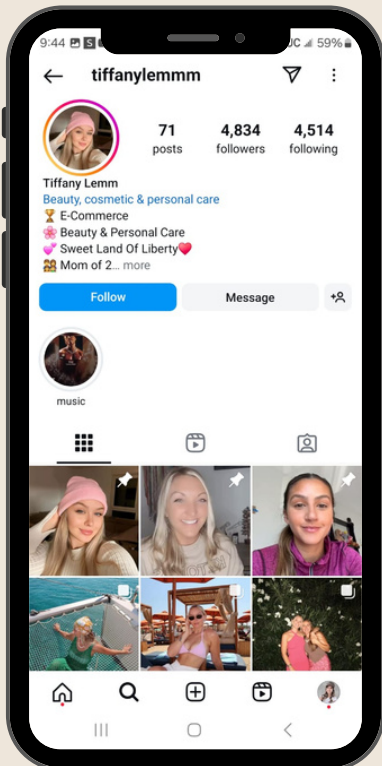 9:44
59%
tiffanylemmm
71
posts
4,834
followers
4,514
following
Tiffany Lemm
Beauty, cosmetic & personal care
🏆 E-Commerce
🌸 Beauty & Personal Care
💕 Sweet Land Of Liberty❤️
👩‍👩‍👧‍👦 Mom of 2... more
Follow
Message
music